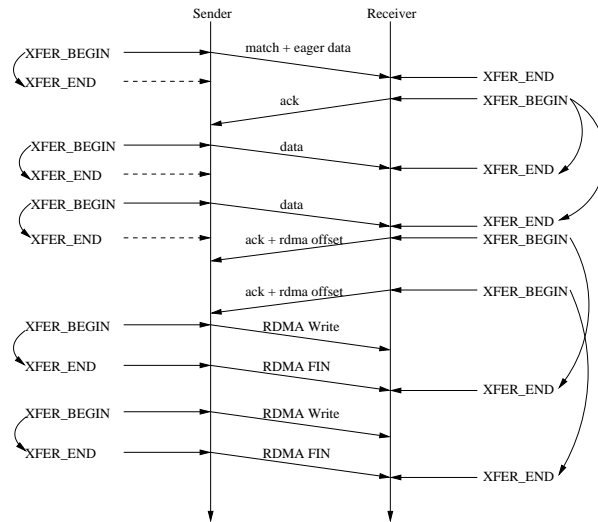 Sender Receiver
XFER_BEGIN match + eager data
XFER_END XFER_END
ack XFER_BEGIN
XFER_BEGIN data
XFER_END XFER_END
XFER_BEGIN data
XFER_END
XFER_END ack + rdma offset XFER_BEGIN
ack + rdma offset XFER_BEGIN
XFER_BEGIN RDMA Write
XFER_END RDMA FIN
XFER_END
XFER_BEGIN RDMA Write
XFER_END RDMA FIN
XFER_END